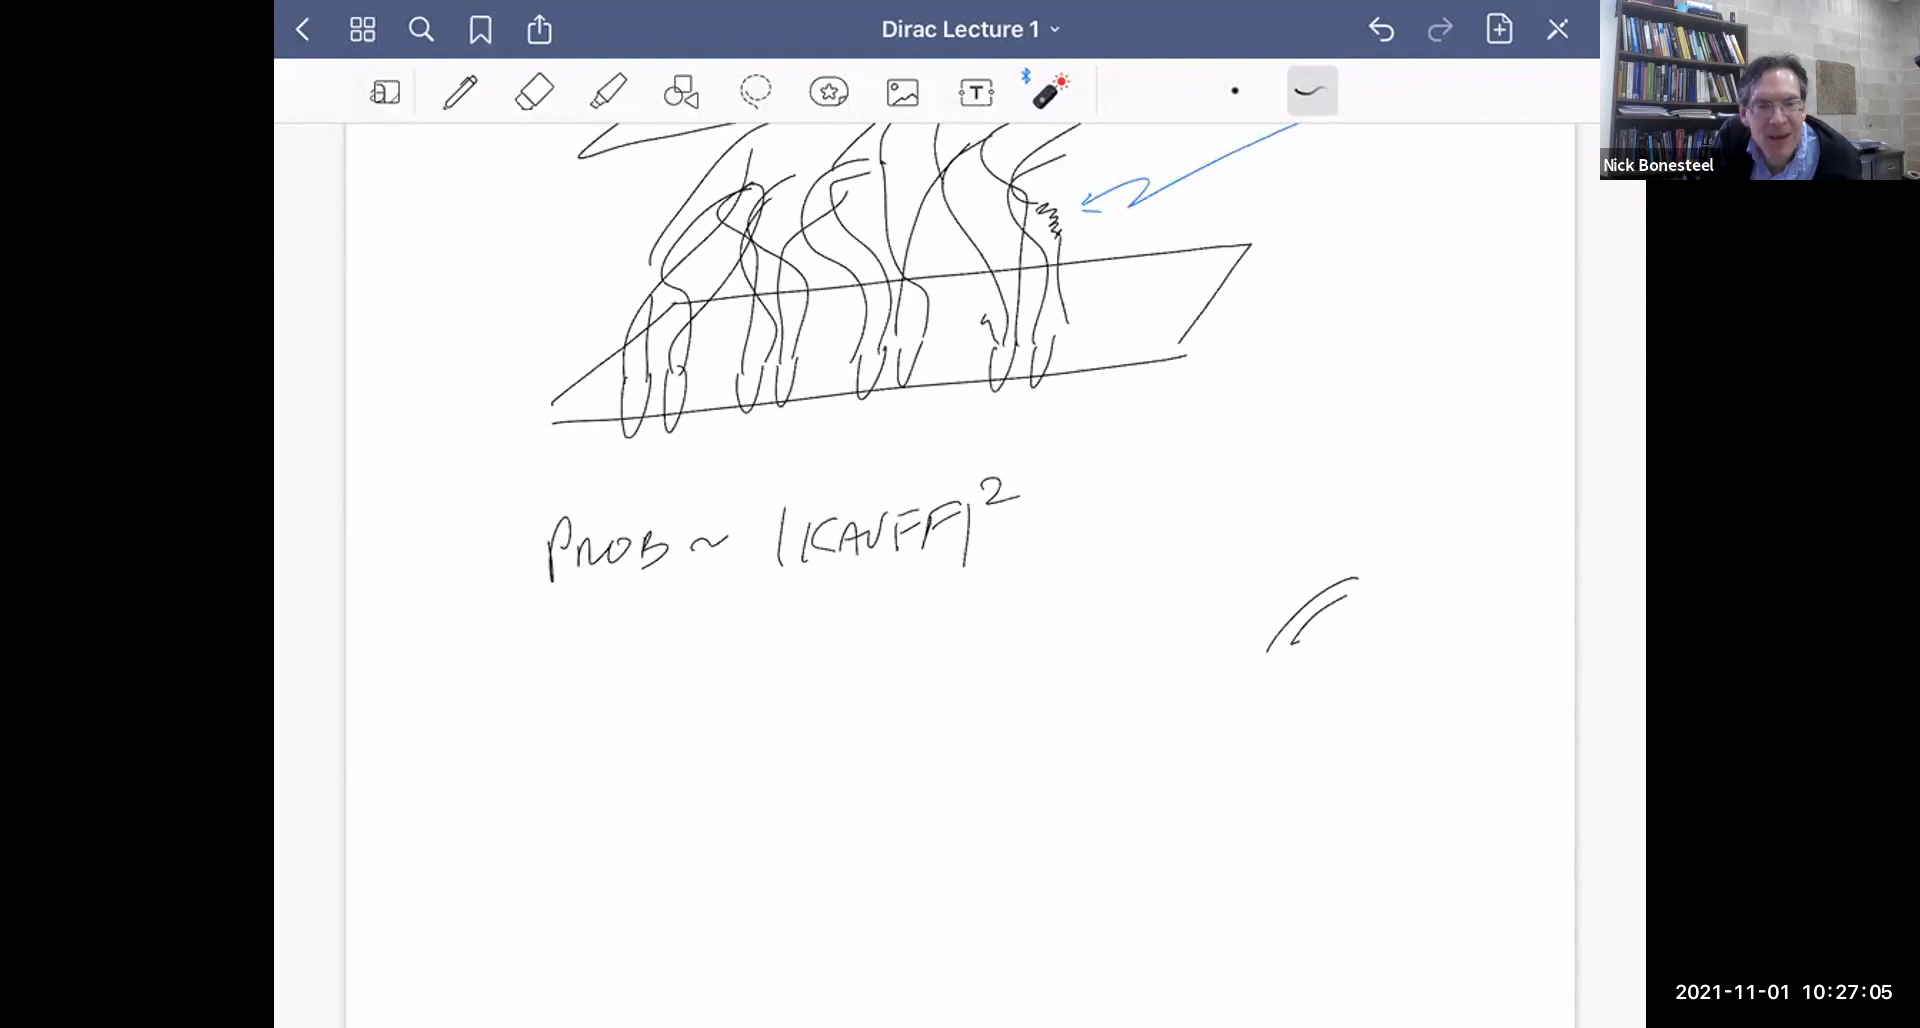 Dirac Lecture 1
T
Nick Bonesteel
PROB ~ |KAUFF|²
2021-11-01 10:27:05